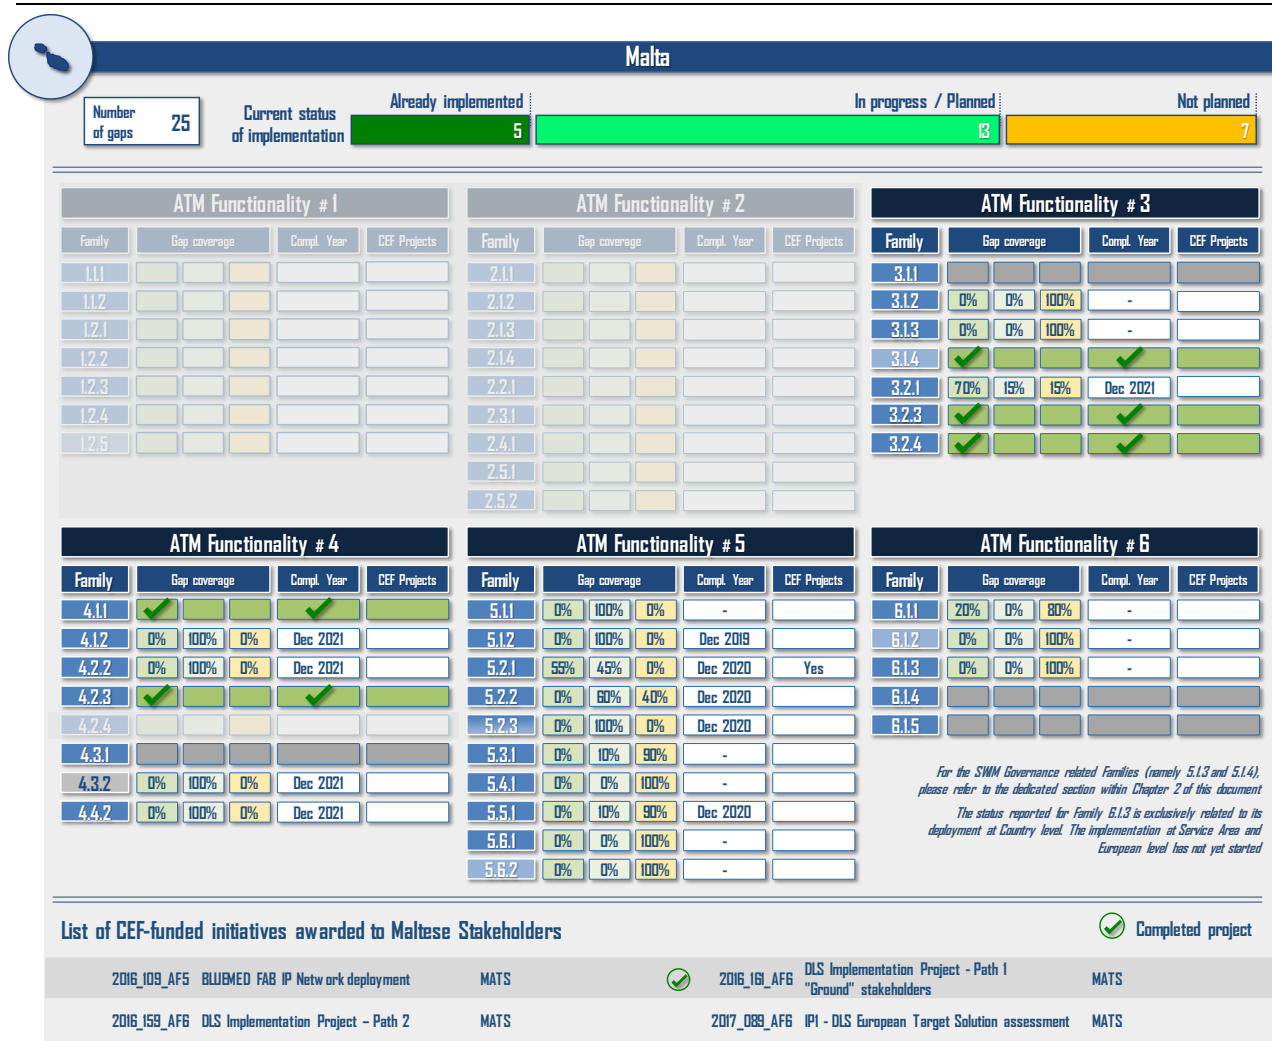 Malta
Number of gaps 25
Current status of implementation
Already implemented
5
In progress / Planned
13
Not planned
7
ATM Functionality # 1
Family Gap coverage Compl. Year CEF Projects
1.1.1
1.1.2
1.2.1
1.2.2
1.2.3
1.2.4
1.2.5
ATM Functionality # 2
Family Gap coverage Compl. Year CEF Projects
2.1.1
2.1.2
2.1.3
2.1.4
2.2.1
2.3.1
2.4.1
2.5.1
2.5.2
ATM Functionality # 3
Family Gap coverage Compl. Year CEF Projects
3.1.1
3.1.2 0% 0% 100% -
3.1.3 0% 0% 100% -
3.1.4
3.2.1 70% 15% 15% Dec 2021
3.2.3
3.2.4
ATM Functionality # 4
Family Gap coverage Compl. Year CEF Projects
4.1.1
4.1.2 0% 100% 0% Dec 2021
4.2.2 0% 100% 0% Dec 2021
4.2.3
4.2.4
4.3.1
4.3.2 0% 100% 0% Dec 2021
4.4.2 0% 100% 0% Dec 2021
ATM Functionality # 5
Family Gap coverage Compl. Year CEF Projects
5.1.1 0% 100% 0% -
5.1.2 0% 100% 0% Dec 2019
5.2.1 55% 45% 0% Dec 2020 Yes
5.2.2 0% 60% 40% Dec 2020
5.2.3 0% 100% 0% Dec 2020
5.3.1 0% 10% 90% -
5.4.1 0% 0% 100% -
5.5.1 0% 10% 90% Dec 2020
5.6.1 0% 0% 100% -
5.6.2 0% 0% 100% -
ATM Functionality # 6
Family Gap coverage Compl. Year CEF Projects
6.1.1 20% 0% 80% -
6.1.2 0% 0% 100% -
6.1.3 0% 0% 100% -
6.1.4
6.1.5
For the SWIM Governance related Families (namely 5.1.3 and 5.1.4),
please refer to the dedicated section within Chapter 2 of this document
The status reported for Family 6.1.3 is exclusively related to its
deployment at Country level. The implementation at Service Area and
European level has not yet started
List of CEF-funded initiatives awarded to Maltese Stakeholders
Completed project
2016_109_AF5 BLUEMED FAB IP Network deployment MATS
2016_161_AF6 DLS Implementation Project - Path 1 "Ground" stakeholders MATS
2016_159_AF6 DLS Implementation Project – Path 2 MATS
2017_089_AF6 IP1 - DLS European Target Solution assessment MATS